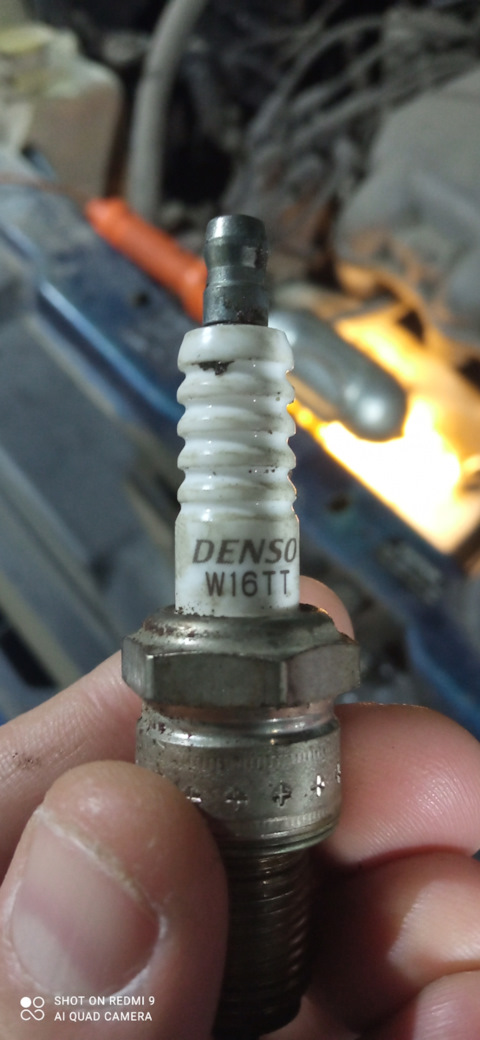 DENSO
W16TT
SHOT ON REDMI 9
AI QUAD CAMERA